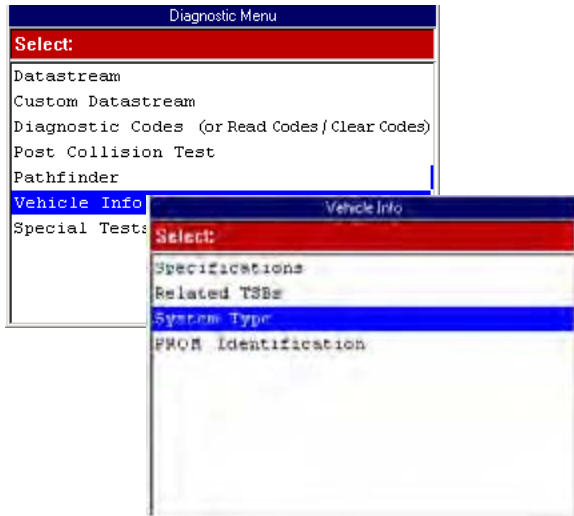 Diagnostic Menu
Select:
Datastream
Custom Datastream
Diagnostic Codes (or Read Codes / Clear Codes)
Post Collision Test
Pathfinder
Vehicle Info
Special Tests
Vehicle Info
Select:
Specifications
Related TSBs
System Type
PROM Identification